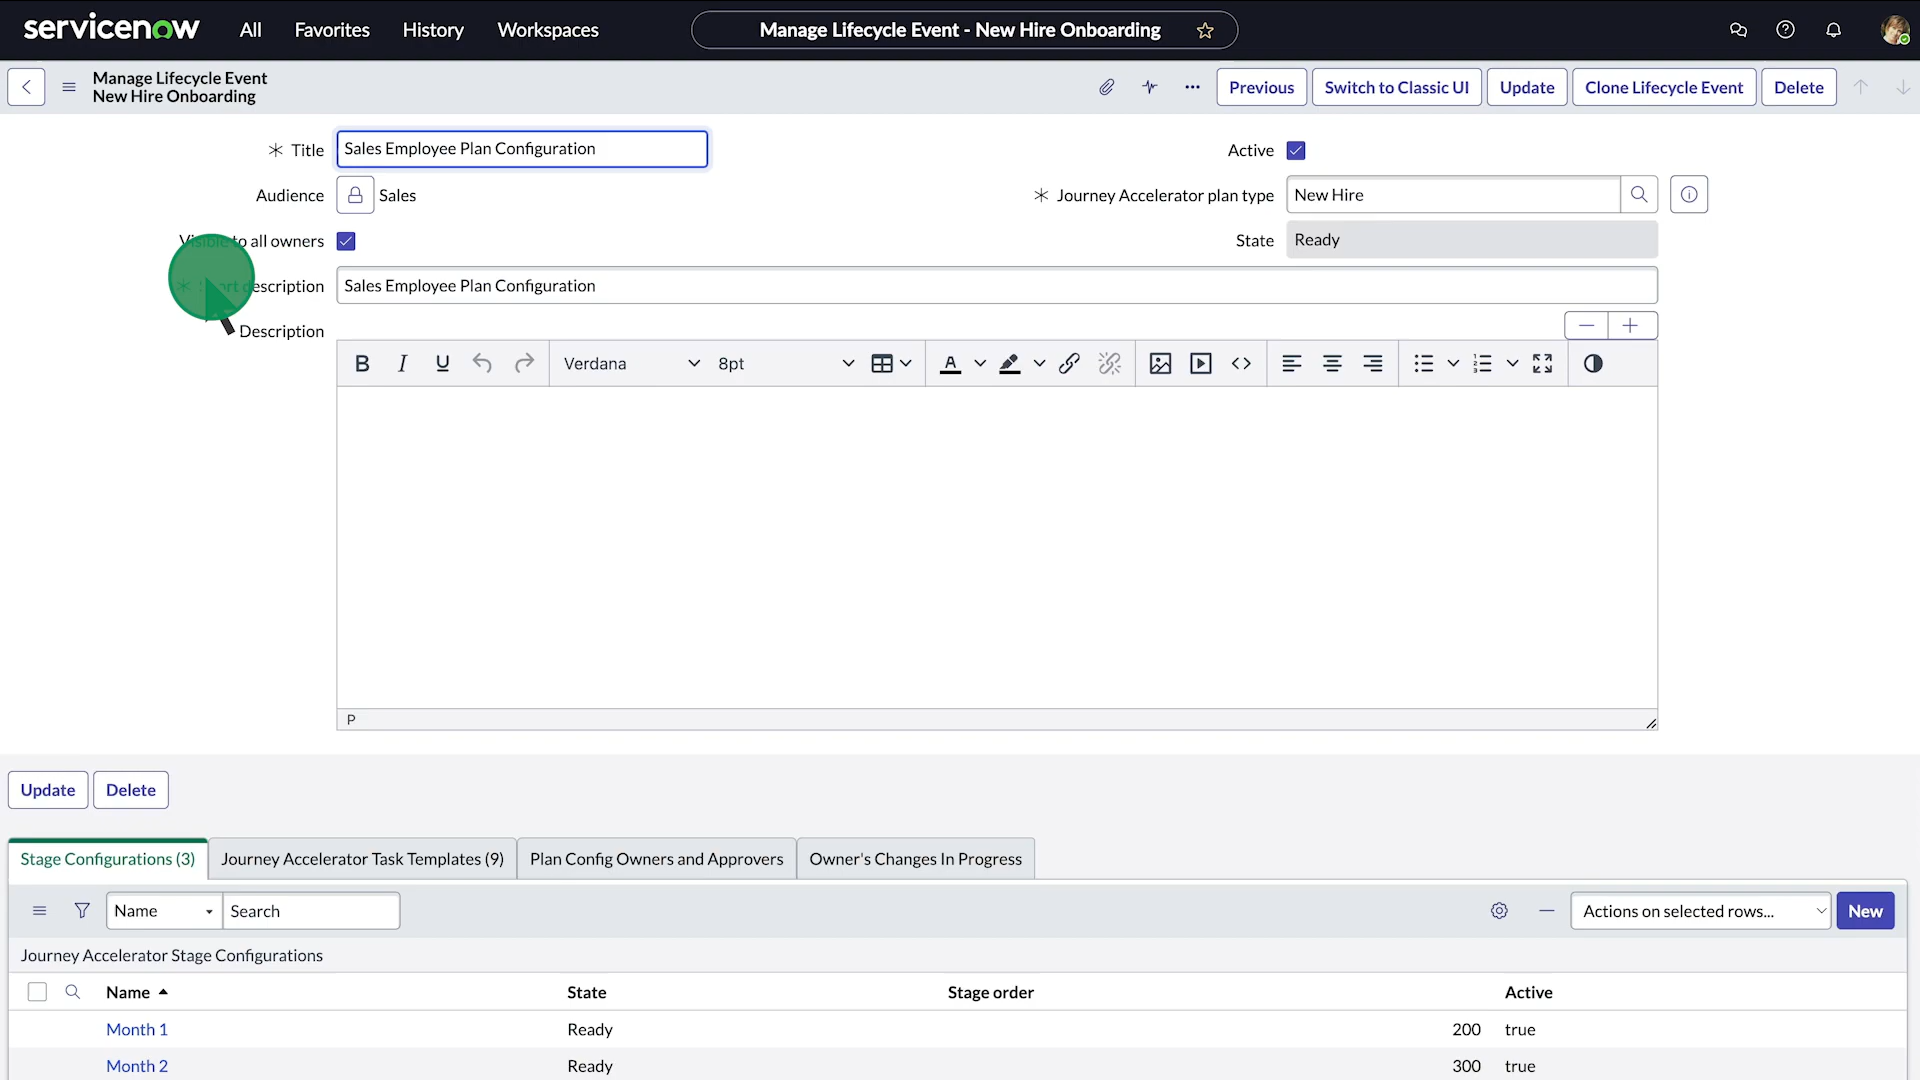 servicenow All Favorites History Workspaces Manage Lifecycle Event - New Hire Onboarding
Manage Lifecycle Event
New Hire Onboarding
Previous Switch to Classic UI Update Clone Lifecycle Event Delete
Title Sales Employee Plan Configuration Active
Audience Sales Journey Accelerator plan type New Hire
Visible to all owners State Ready
Short description Sales Employee Plan Configuration
Description
Verdana 8pt
P
Update Delete
Stage Configurations (3) Journey Accelerator Task Templates (9) Plan Config Owners and Approvers Owner's Changes In Progress
Name Search Actions on selected rows... New
Journey Accelerator Stage Configurations
Name State Stage order Active
Month 1 Ready 200 true
Month 2 Ready 300 true